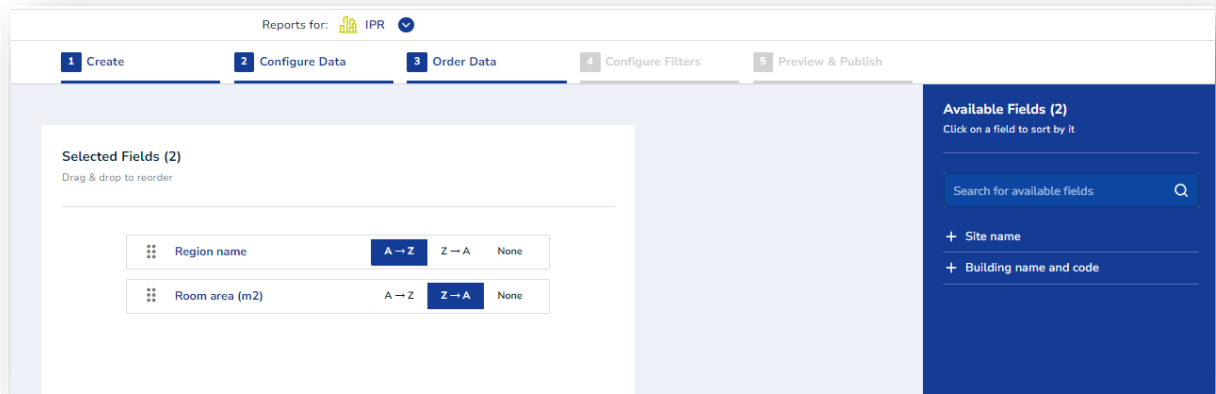 Reports for: IPR
1 Create 2 Configure Data 3 Order Data 4 Configure Filters 5 Preview & Publish
Selected Fields (2)
Drag & drop to reorder
Region name A→Z Z→A None
Room area (m2) A→Z Z→A None
Available Fields (2)
Click on a field to sort by it
Search for available fields
+ Site name
+ Building name and code